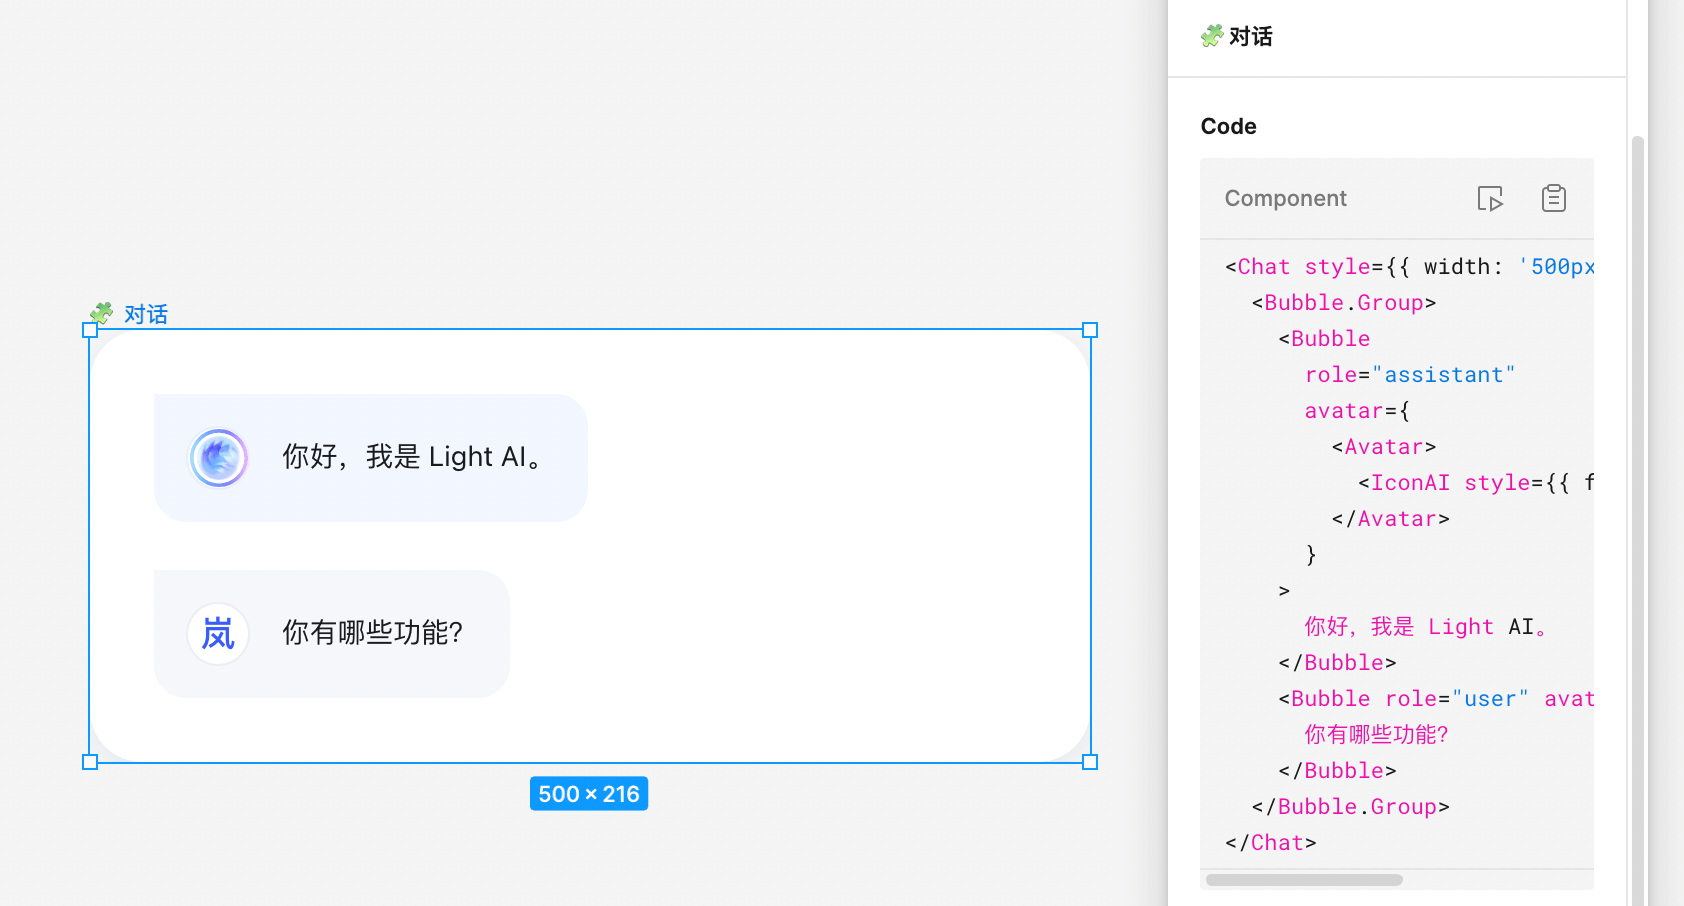 对话
你好，我是 Light AI。
岚
你有哪些功能？
500 × 216
对话
Code
Component
<Chat style={{ width: '500px
<Bubble.Group>
<Bubble
role="assistant"
avatar={
<Avatar>
<IconAI style={{ f
</Avatar>
}
>
你好，我是 Light AI。
</Bubble>
<Bubble role="user" avat
你有哪些功能？
</Bubble>
</Bubble.Group>
</Chat>